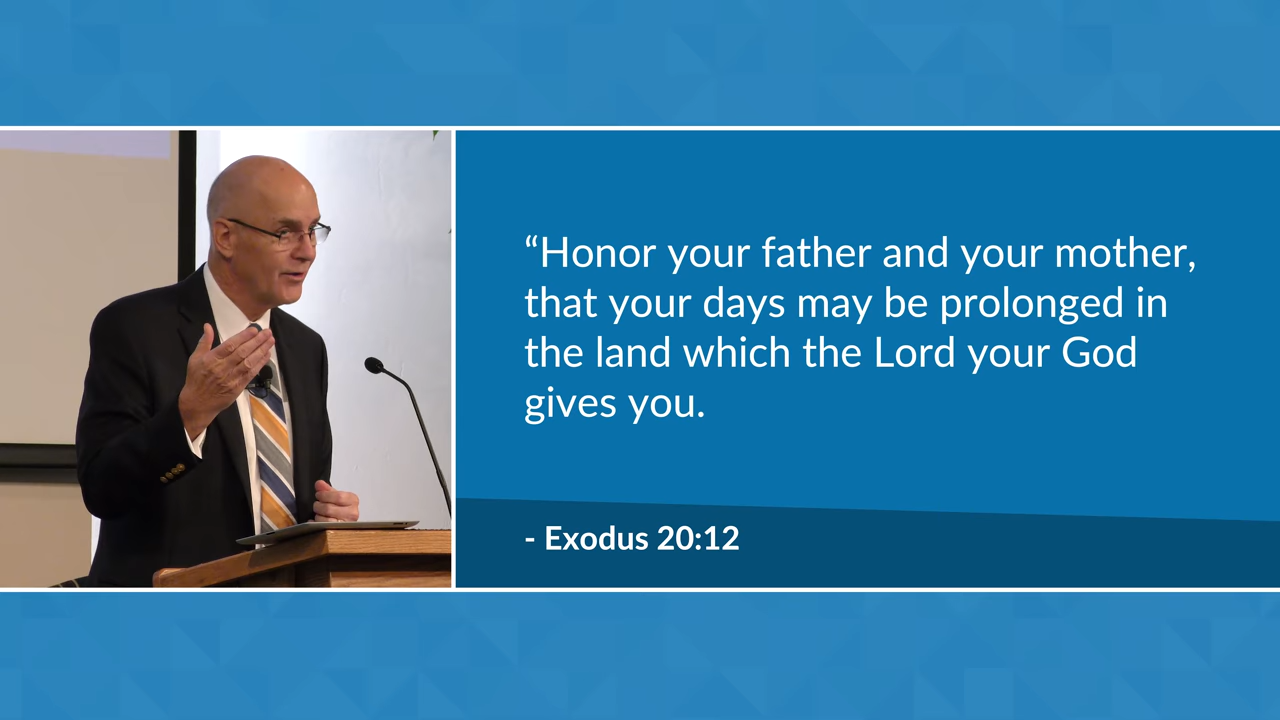 “Honor your father and your mother,
that your days may be prolonged in
the land which the Lord your God
gives you.
- Exodus 20:12